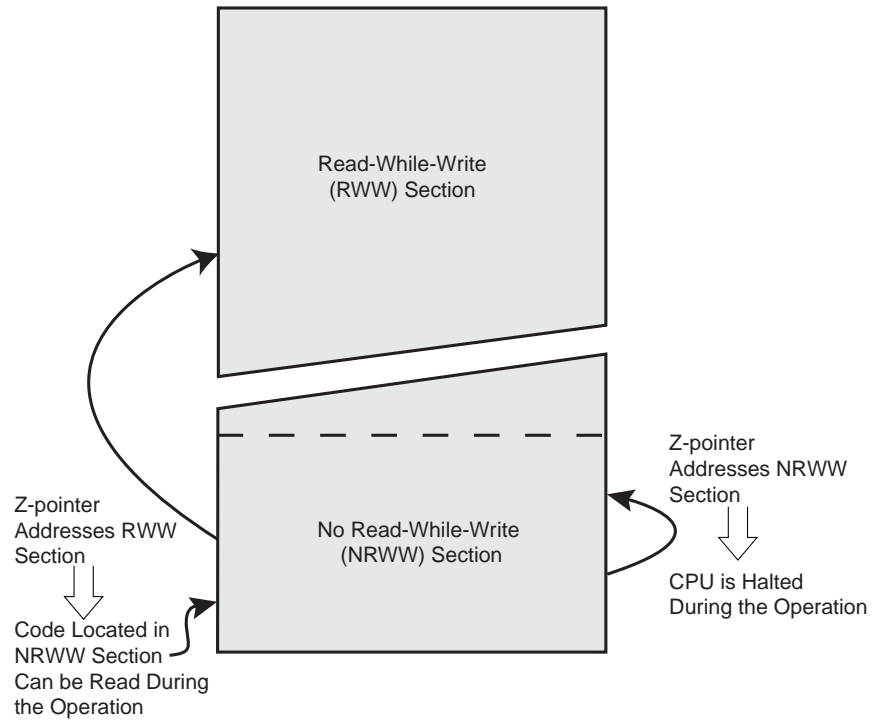 Read-While-Write
(RWW) Section
Z-pointer
Addresses RWW
Section
Code Located in
NRWW Section
Can be Read During
the Operation
No Read-While-Write
(NRWW) Section
Z-pointer
Addresses NRWW
Section
CPU is Halted
During the Operation